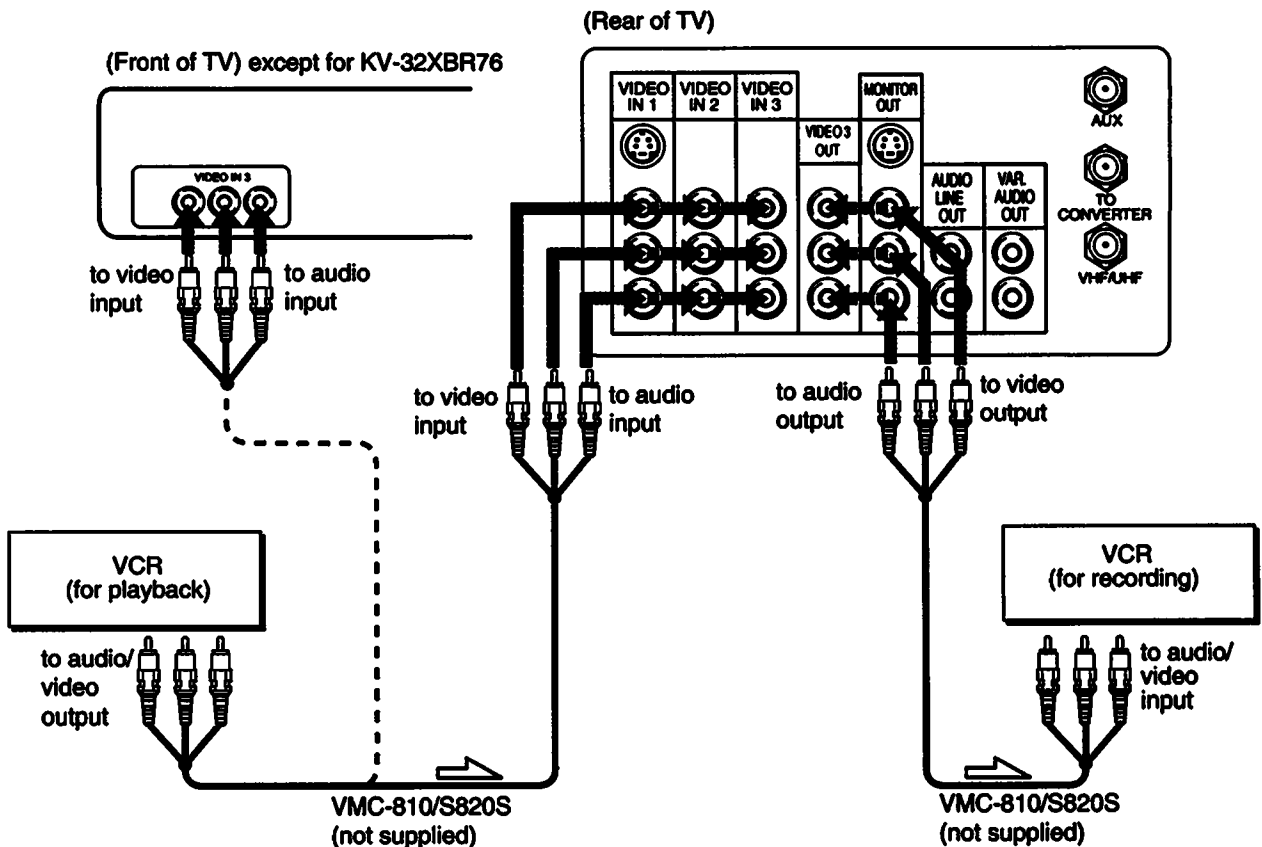 (Rear of TV)
(Front of TV) except for KV-32XBR76
VIDEO IN 3
to video
input
to audio
input
VIDEO
IN 1
VIDEO
IN 2
VIDEO
IN 3
VIDEO 3
OUT
MONITOR
OUT
AUDIO
LINE
OUT
VAR.
AUDIO
OUT
AUX
TO
CONVERTER
VHF/UHF
to video
input
to audio
input
to audio
output
to video
output
VCR
(for playback)
to audio/
video
output
VMC-810/S820S
(not supplied)
VCR
(for recording)
to audio/
video
input
VMC-810/S820S
(not supplied)